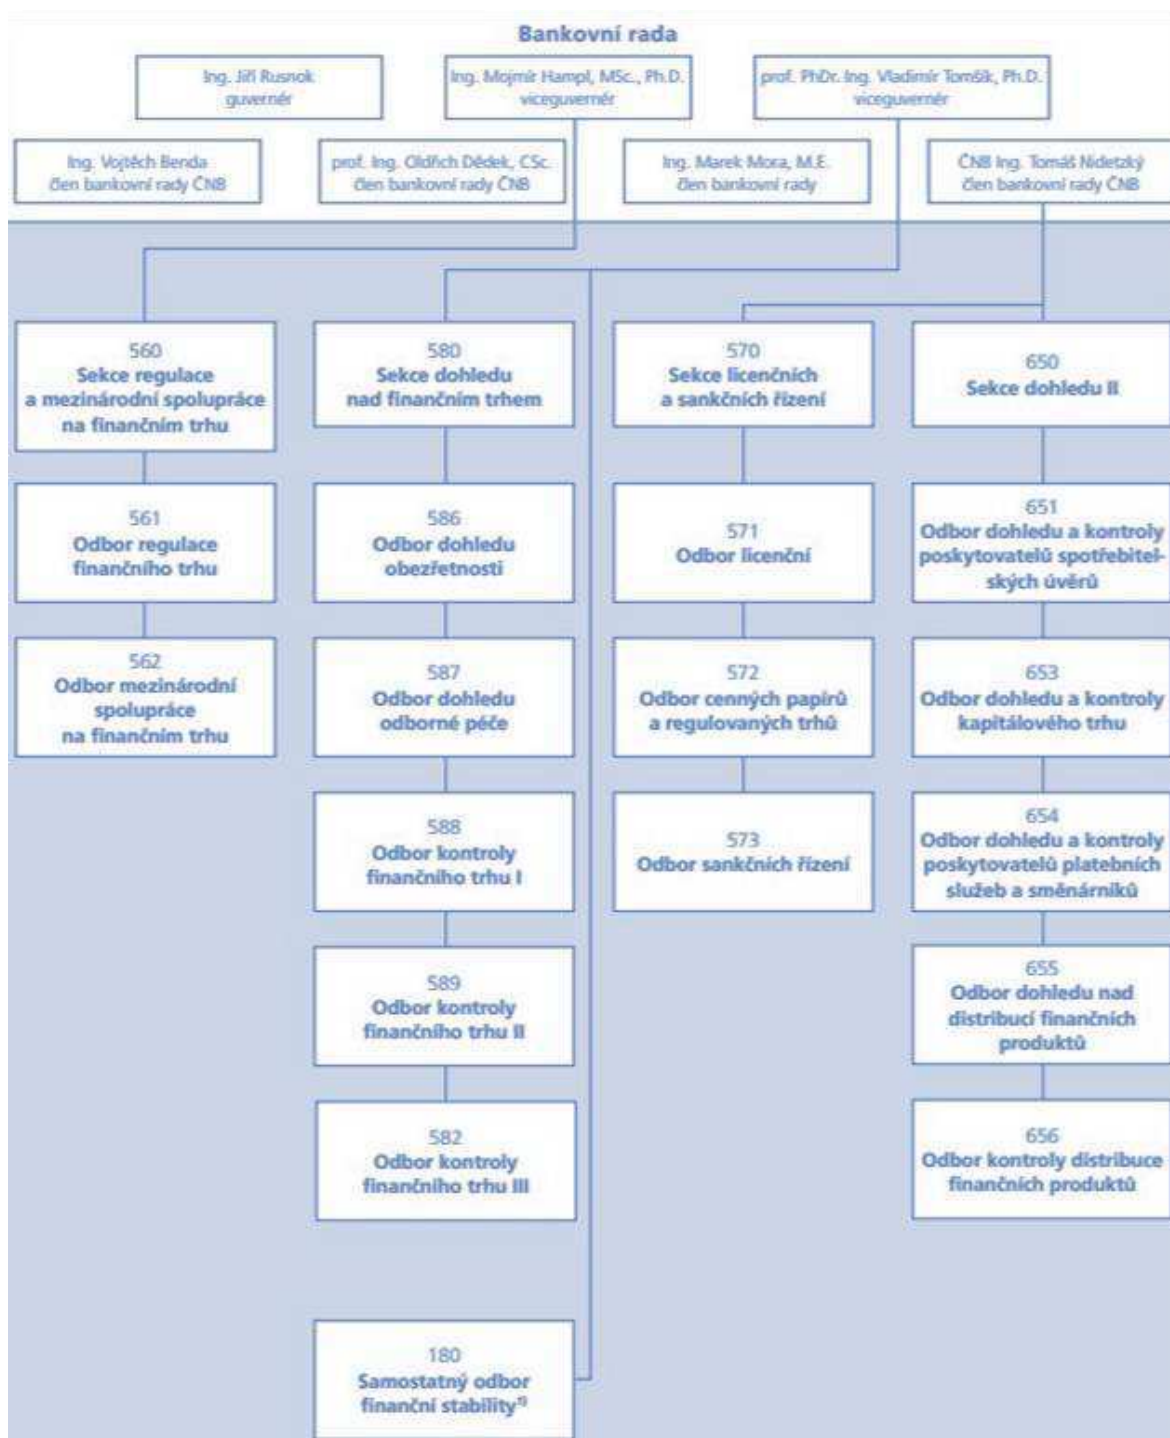 Bankovní rada
Ing. Jiří Rusnok
guvernér
Ing. Mojmír Hampl, MSc., Ph.D.
viceguvernér
prof. PhDr. Ing. Vladimír Tomšík, Ph.D.
viceguvernér
Ing. Vojtěch Benda
člen bankovní rady ČNB
prof. Ing. Oldřich Dědek, CSc.
člen bankovní rady ČNB
Ing. Marek Mora, M.E.
člen bankovní rady
ČNB Ing. Tomáš Nidetzký
člen bankovní rady ČNB
560
Sekce regulace
a mezinárodní spolupráce
na finančním trhu
580
Sekce dohledu
nad finančním trhem
570
Sekce licenčních
a sankčních řízení
650
Sekce dohledu II
561
Odbor regulace
finančního trhu
586
Odbor dohledu
obezřetnosti
571
Odbor licenční
651
Odbor dohledu a kontroly
poskytovatelů spotřebitel-
ských úvěrů
562
Odbor mezinárodní
spolupráce
na finančním trhu
587
Odbor dohledu
odborné péče
572
Odbor cenných papírů
a regulovaných trhů
653
Odbor dohledu a kontroly
kapitálového trhu
588
Odbor kontroly
finančního trhu I
573
Odbor sankčních řízení
654
Odbor dohledu a kontroly
poskytovatelů platebních
služeb a směnárníků
589
Odbor kontroly
finančního trhu II
655
Odbor dohledu nad
distribucí finančních
produktů
582
Odbor kontroly
finančního trhu III
656
Odbor kontroly distribuce
finančních produktů
180
Samostatný odbor
finanční stability